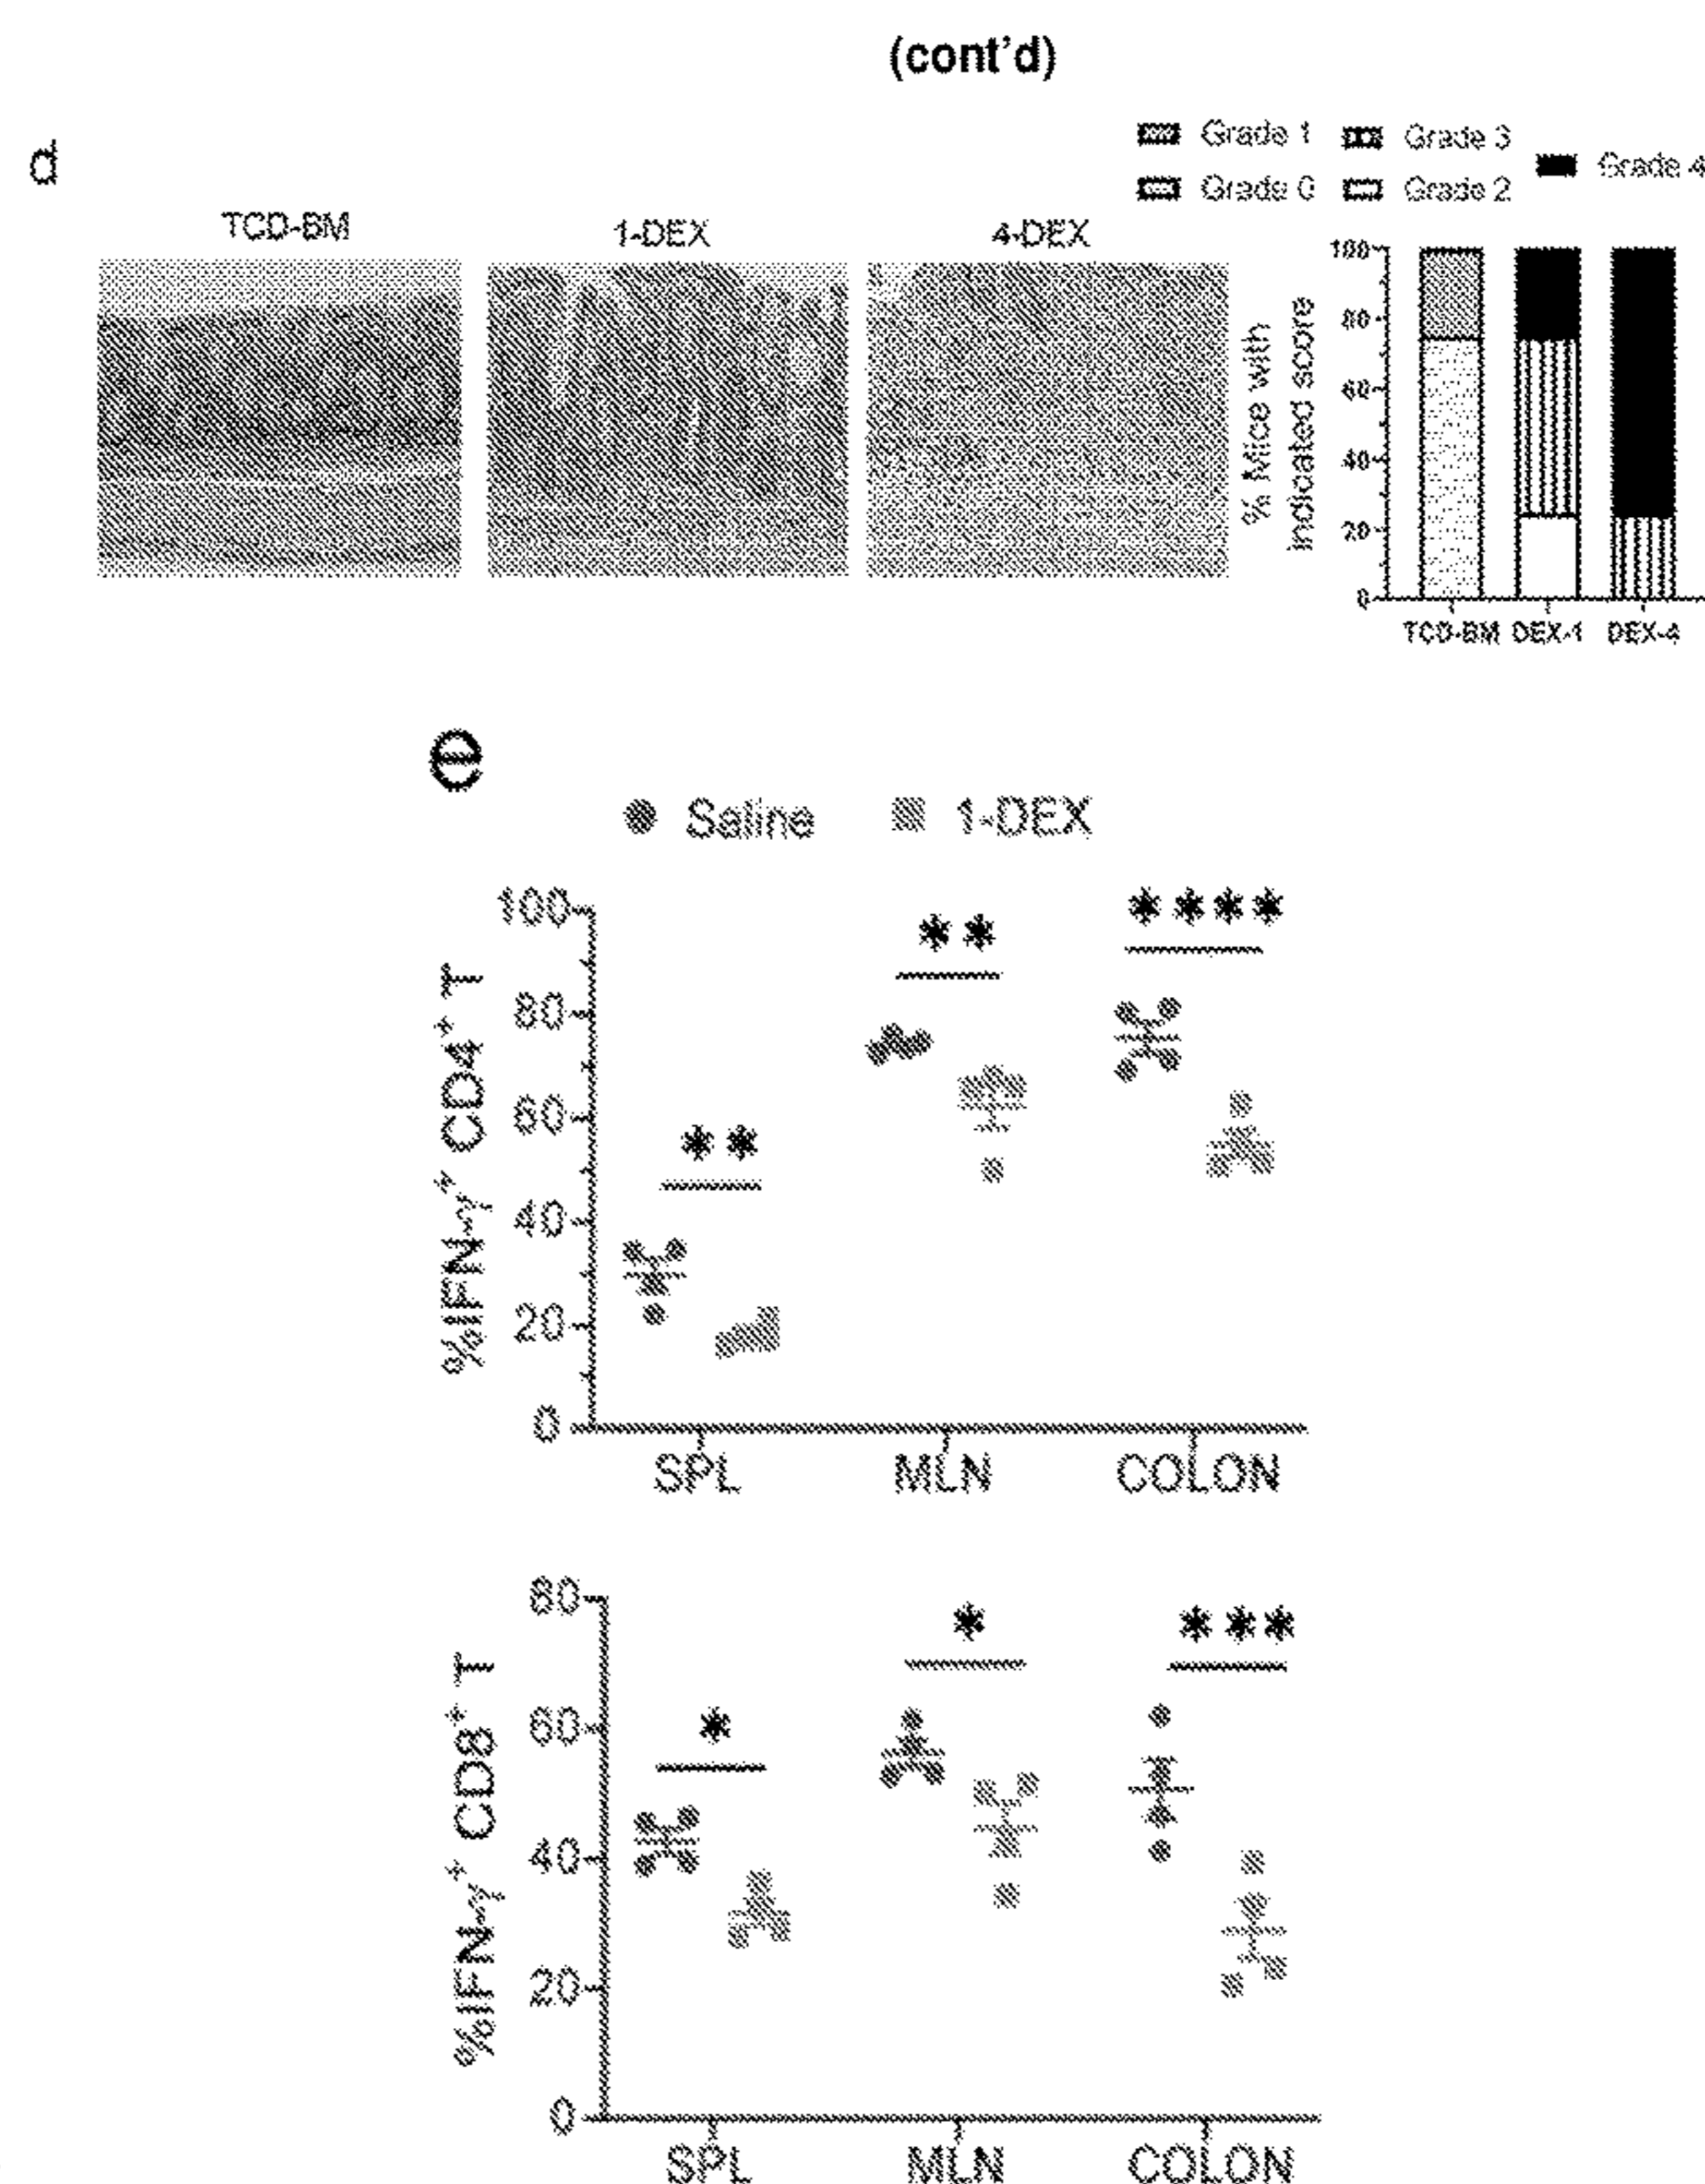 (cont'd)
d
Grade 1
Grade 3
Grade 4
Grade 0
Grade 2
TCD-BM
1-DEX
4-DEX
% Mice with
indicated score
100
80
60
40
20
0
TCD-BM DEX-1 DEX-4
e
Saline
1-DEX
%IFN-γ⁺ CD4⁺ T
100
80
60
40
20
0
**
**
****
SPL MLN COLON
%IFN-γ⁺ CD8⁺ T
80
60
40
20
0
*
*
***
SPL MLN COLON